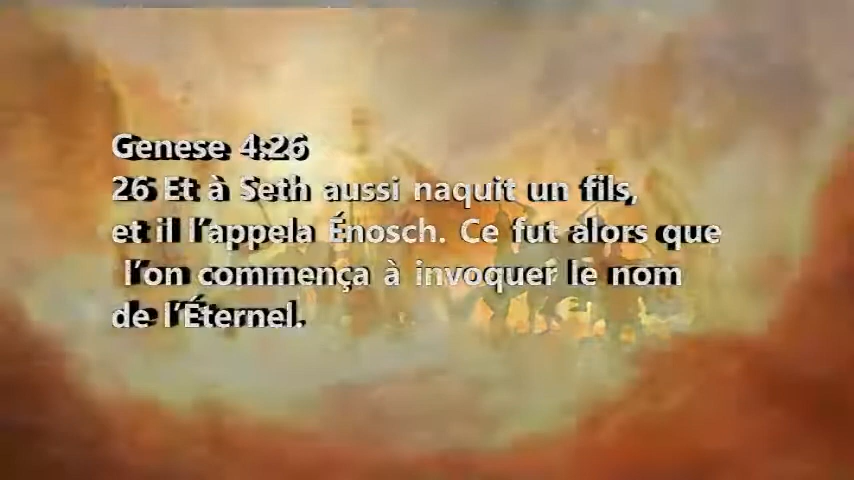 Genese 4:26
26 Et à Seth aussi naquit un fils,
et il l’appela Énosch. Ce fut alors que
l’on commença à invoquer le nom
de l’Éternel.